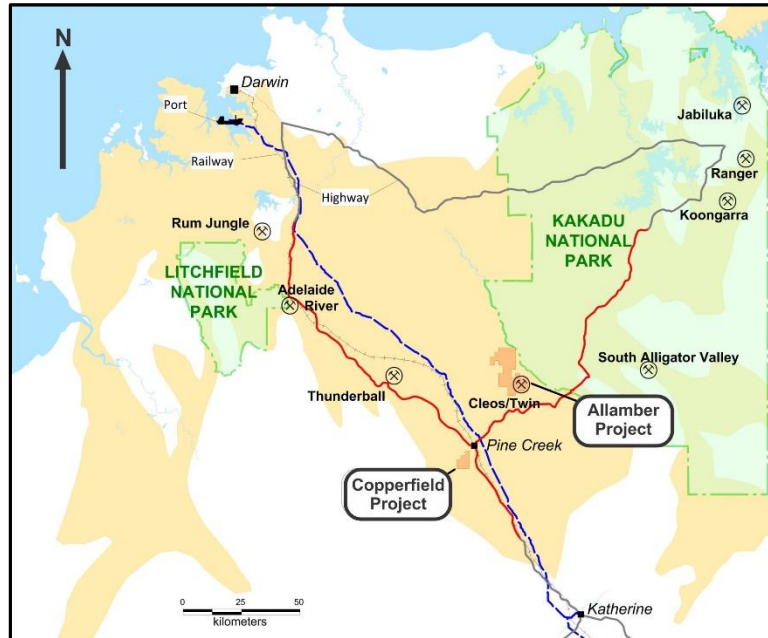 N
Darwin
Port
Railway
Highway
Jabiluka
Ranger
Koongarra
Rum Jungle
KAKADU
NATIONAL
PARK
LITCHFIELD
NATIONAL
PARK
Adelaide
River
South Alligator Valley
Thunderball
Cleos/Twin
Allamber
Project
Pine Creek
Copperfield
Project
0 25 50
kilometers
Katherine